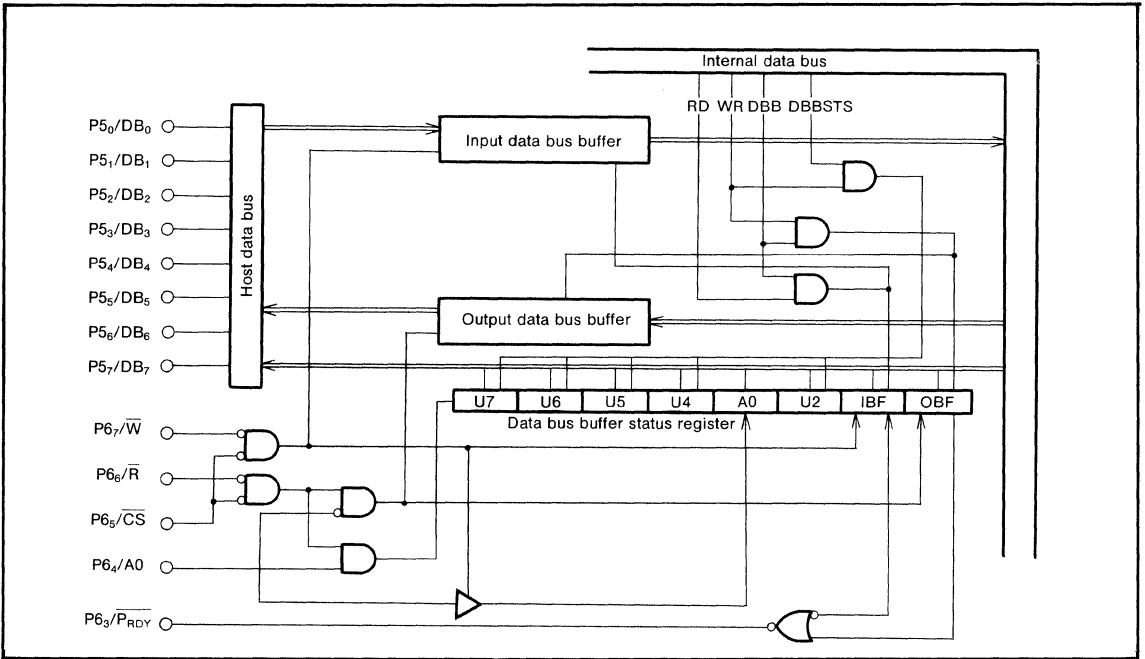 Internal data bus
RD WR DBB DBBSTS
P5₀/DB₀
P5₁/DB₁
P5₂/DB₂
P5₃/DB₃
P5₄/DB₄
P5₅/DB₅
P5₆/DB₆
P5₇/DB₇
Host data bus
Input data bus buffer
Output data bus buffer
U7 U6 U5 U4 A0 U2 IBF OBF
Data bus buffer status register
P6₇/W̅
P6₆/R̅
P6₅/C̅S̅
P6₄/A0
P6₃/P̅R̅D̅Y̅